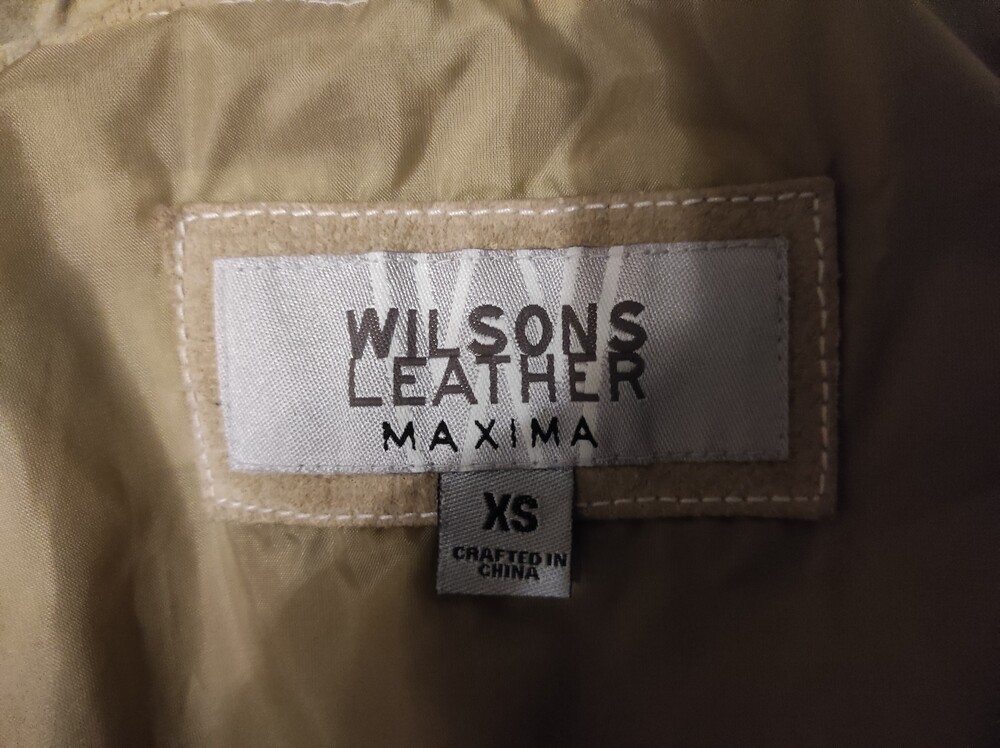 WILSONS
LEATHER
MAXIMA
XS
CRAFTED IN
CHINA